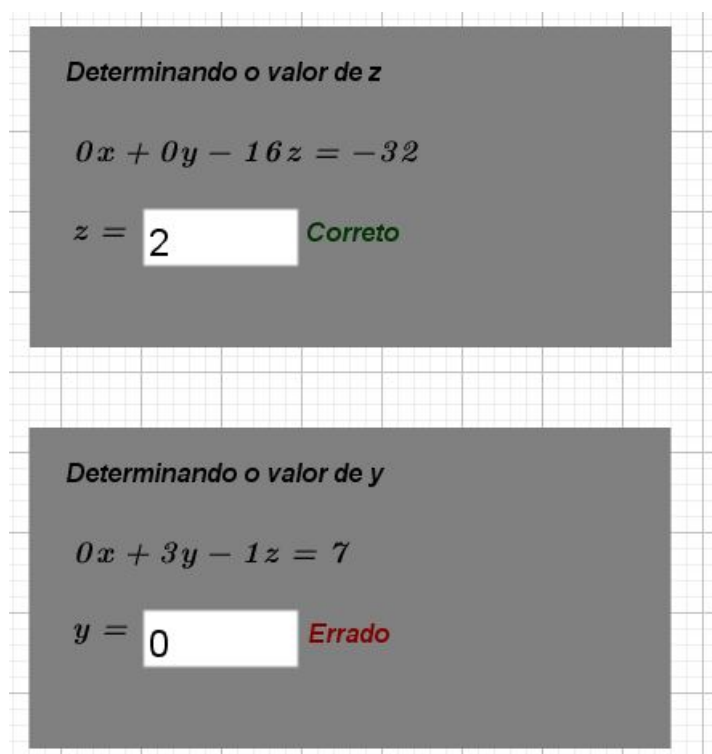 Determinando o valor de z
0x + 0y − 16z = −32
z = 2 Correto
Determinando o valor de y
0x + 3y − 1z = 7
y = 0 Errado